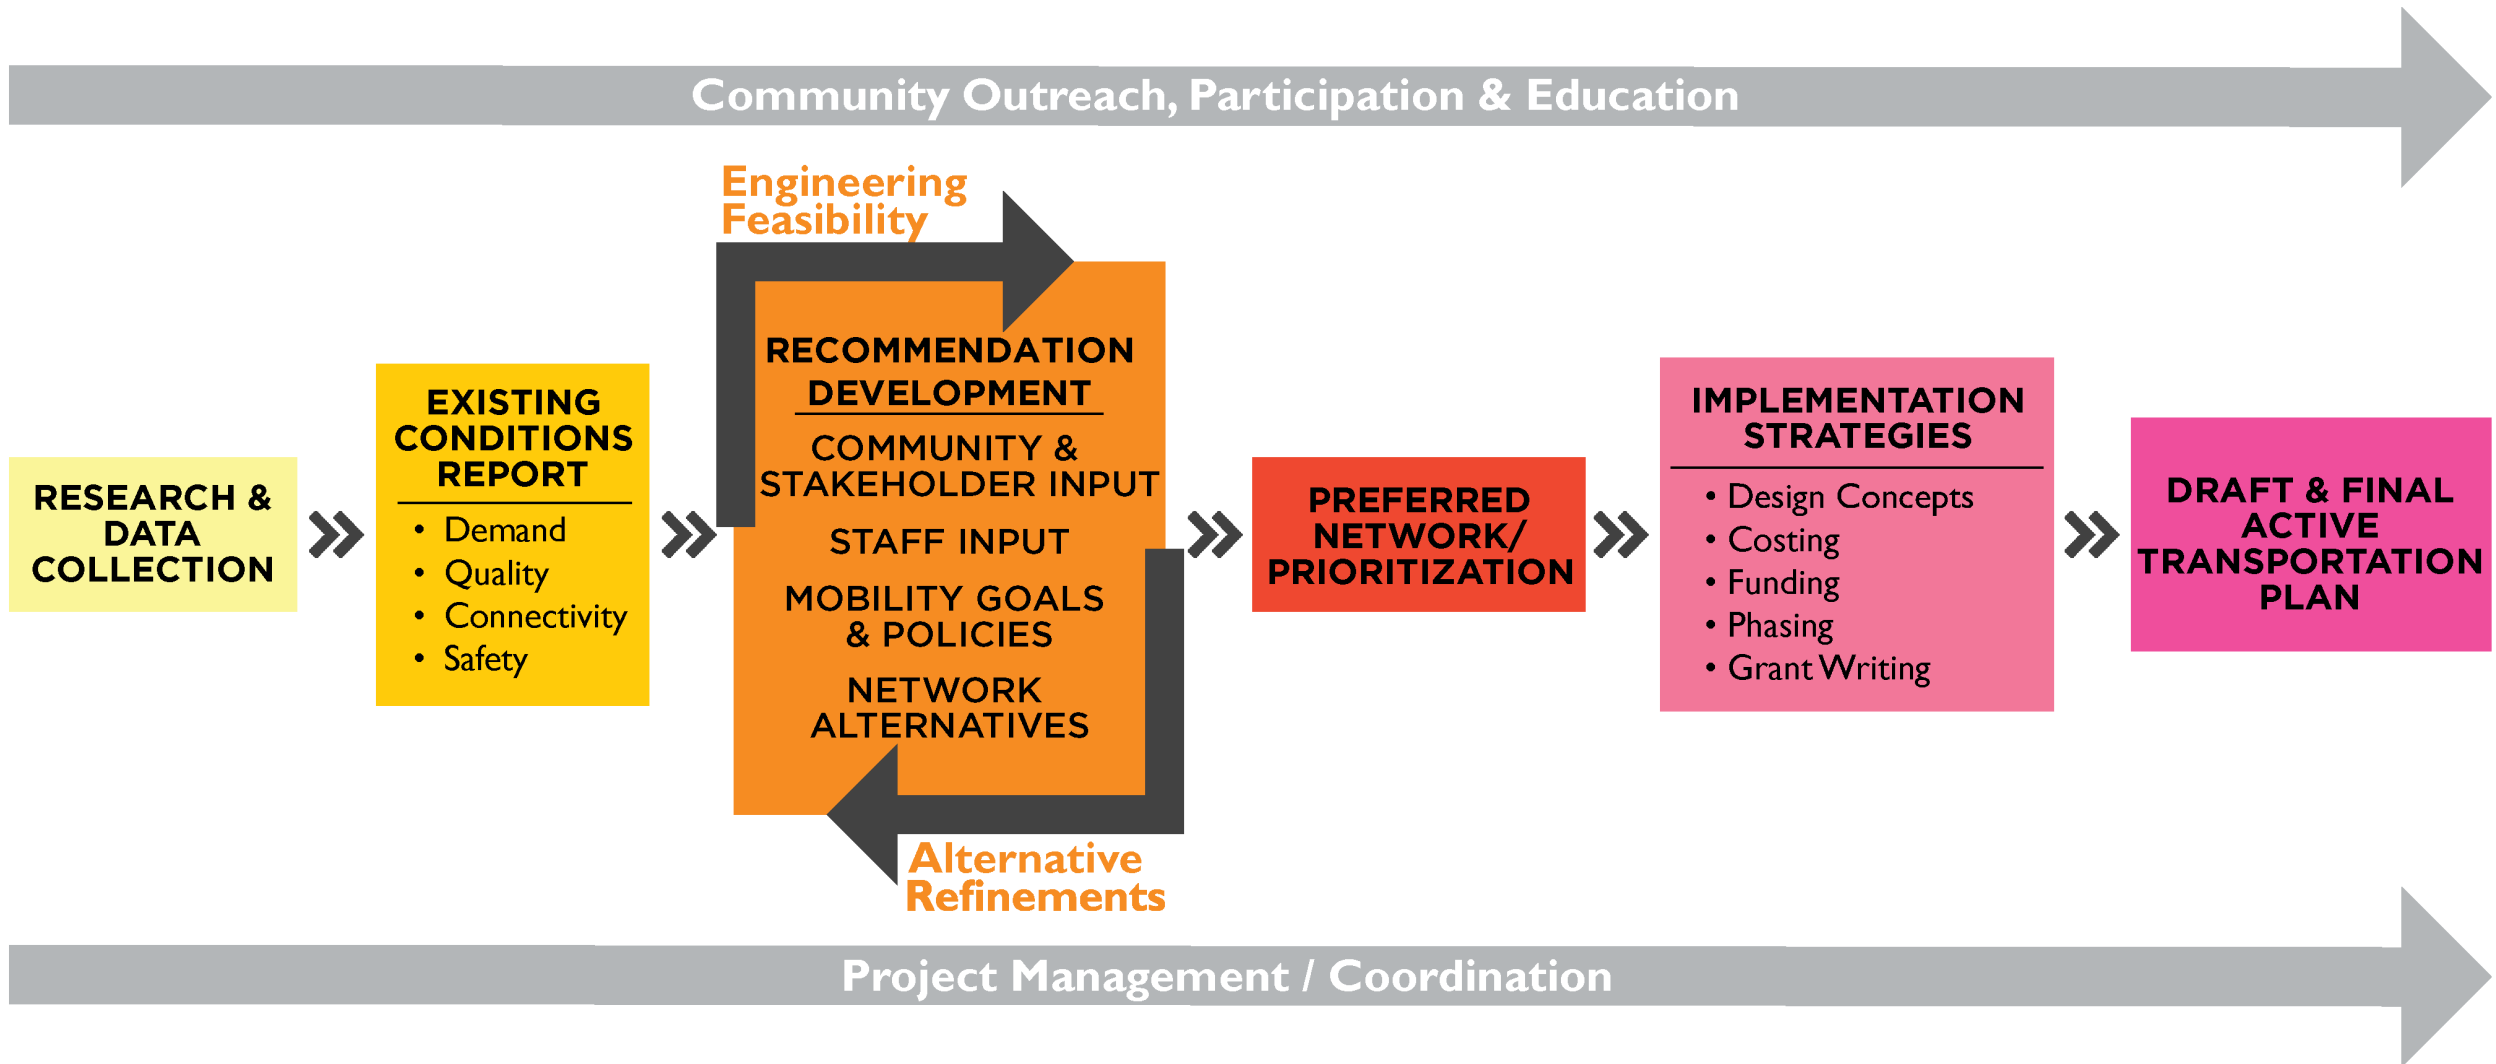 Community Outreach, Participation & Education
Engineering
Feasibility
RESEARCH &
DATA
COLLECTION
EXISTING
CONDITIONS
REPORT
• Demand
• Quality
• Connectivity
• Safety
RECOMMENDATION
DEVELOPMENT
COMMUNITY &
STAKEHOLDER INPUT
STAFF INPUT
MOBILITY GOALS
& POLICIES
NETWORK
ALTERNATIVES
Alternative
Refinements
PREFERRED
NETWORK/
PRIORITIZATION
IMPLEMENTATION
STRATEGIES
• Design Concepts
• Costing
• Funding
• Phasing
• Grant Writing
DRAFT & FINAL
ACTIVE
TRANSPORTATION
PLAN
Project Management / Coordination